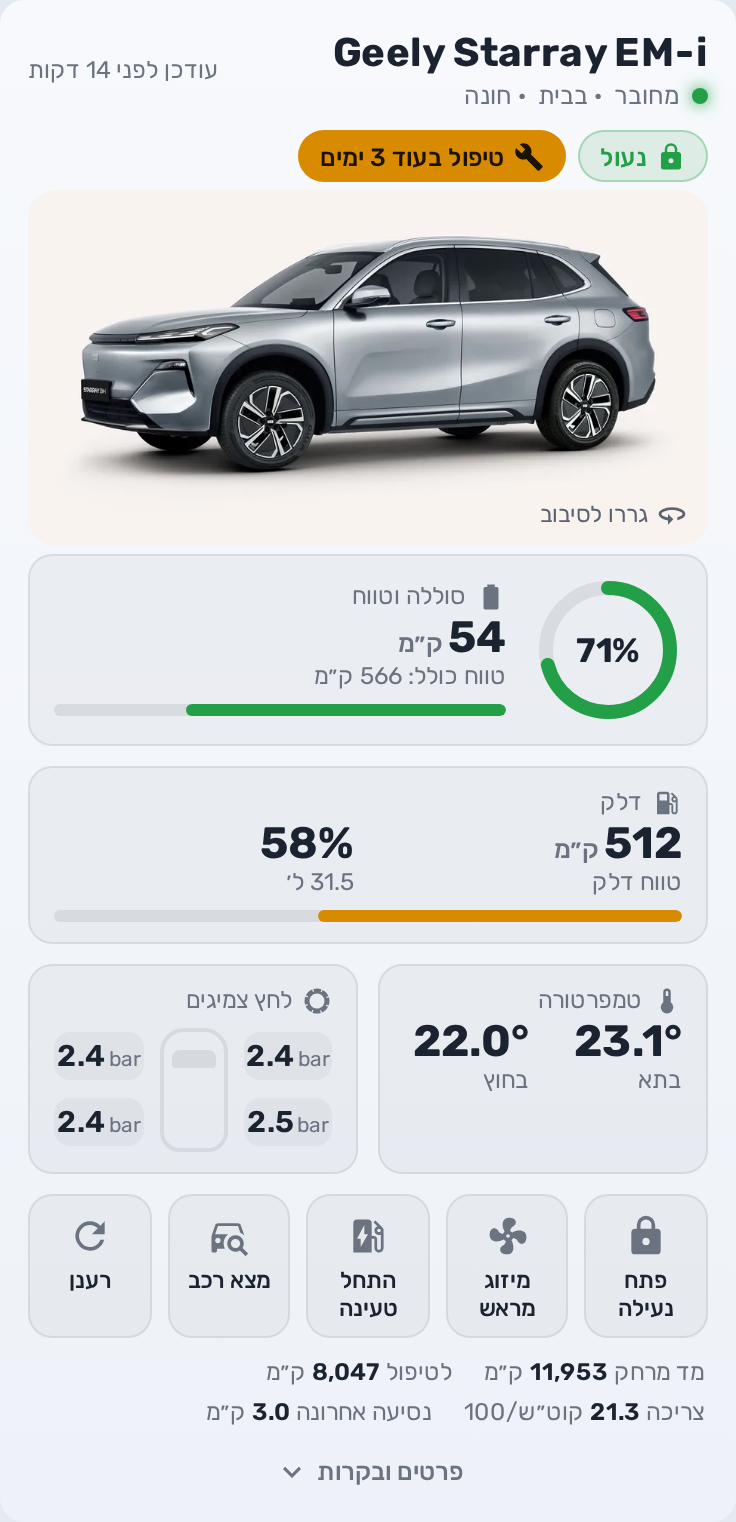 Geely Starray EM-i
עודכן לפני 14 דקות
מחובר • בבית • חונה
נעול
טיפול בעוד 3 ימים
STARRAY EM-i
גררו לסיבוב
71%
סוללה וטווח
54 ק״מ
טווח כולל: 566 ק״מ
דלק
512 ק״מ
58%
טווח דלק
31.5 ל׳
טמפרטורה
23.1°
22.0°
בתא
בחוץ
לחץ צמיגים
2.4 bar
2.4 bar
2.5 bar
2.4 bar
פתח נעילה
מיזוג מראש
התחל טעינה
מצא רכב
רענן
מד מרחק 11,953 ק״מ
לטיפול 8,047 ק״מ
צריכה 21.3 קוט״ש/100
נסיעה אחרונה 3.0 ק״מ
פרטים ובקרות